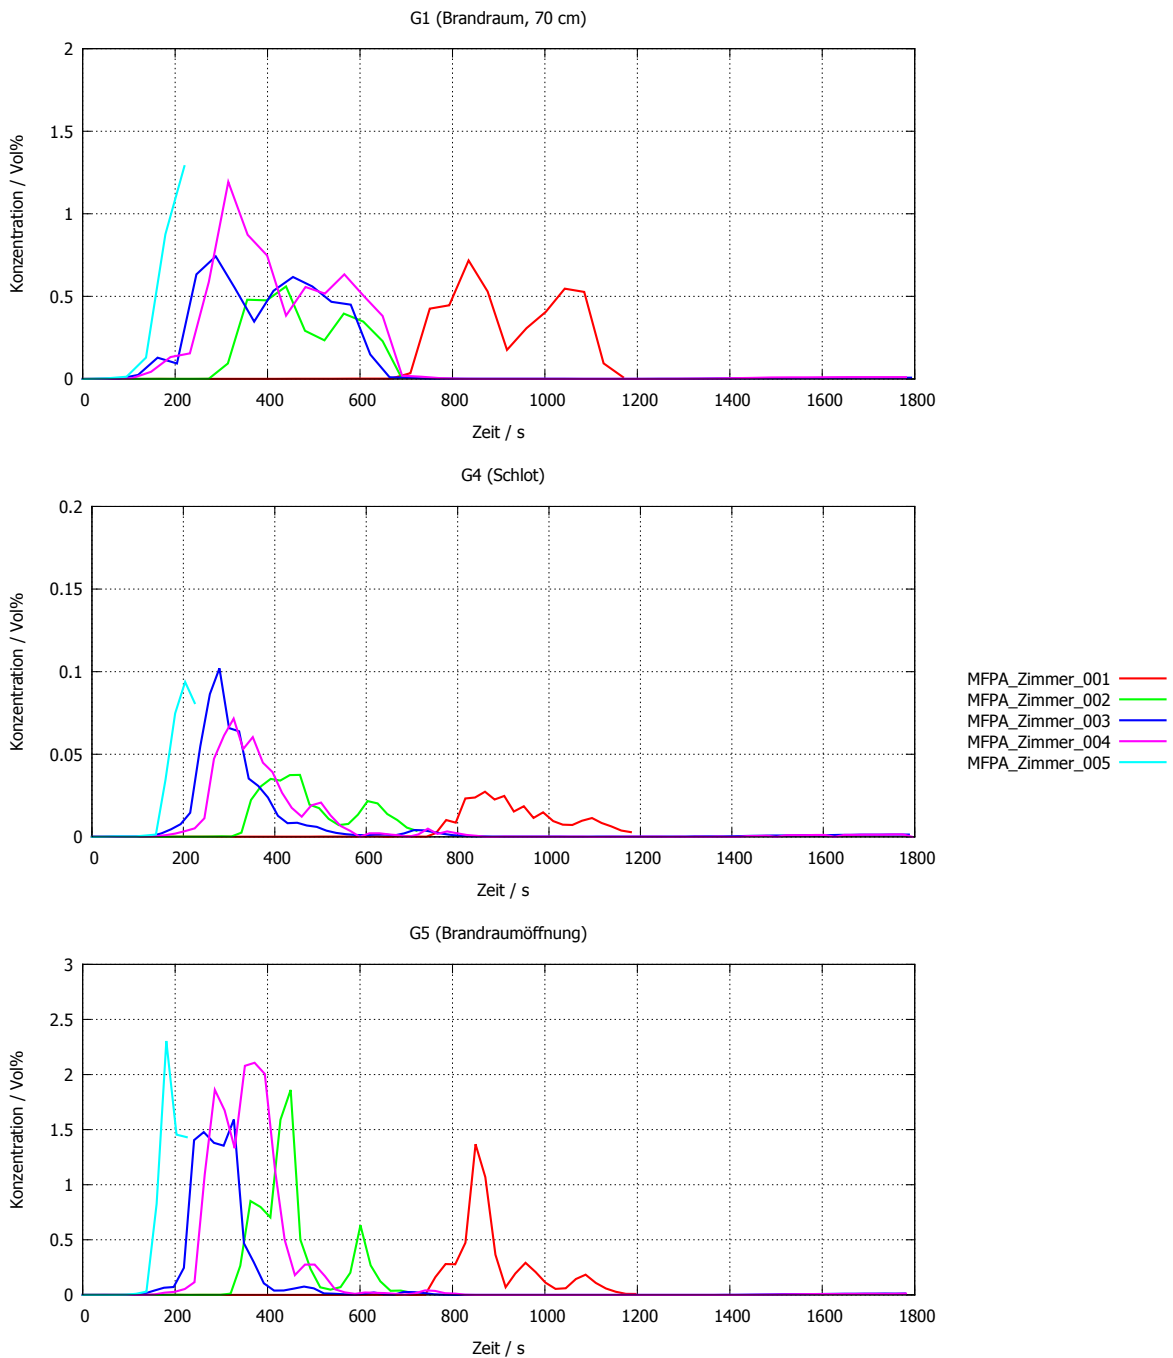 G1 (Brandraum, 70 cm)
Konzentration / Vol%
2
1.5
1
0.5
0
0 200 400 600 800 1000 1200 1400 1600 1800
Zeit / s
G4 (Schlot)
Konzentration / Vol%
0.2
0.15
0.1
0.05
0
0 200 400 600 800 1000 1200 1400 1600 1800
Zeit / s
MFPA_Zimmer_001
MFPA_Zimmer_002
MFPA_Zimmer_003
MFPA_Zimmer_004
MFPA_Zimmer_005
G5 (Brandraumöffnung)
Konzentration / Vol%
3
2.5
2
1.5
1
0.5
0
0 200 400 600 800 1000 1200 1400 1600 1800
Zeit / s